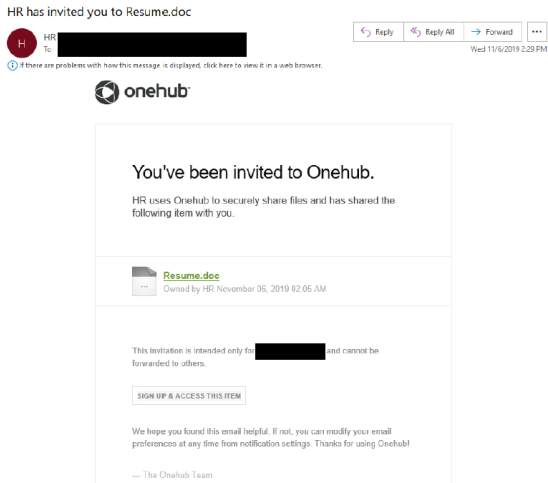 HR has invited you to Resume.doc
H
HR
To
Reply
Reply All
Forward
Wed 11/6/2019 2:29 PM
If there are problems with how this message is displayed, click here to view it in a web browser.
onehub
You've been invited to Onehub.
HR uses Onehub to securely share files and has shared the
following item with you.
Resume.doc
Owned by HR November 06, 2019 02:05 AM
This invitation is intended only for and cannot be
forwarded to others.
SIGN UP & ACCESS THIS ITEM
We hope you found this email helpful. If not, you can modify your email
preferences at any time from notification settings. Thanks for using Onehub!
— The Onehub Team